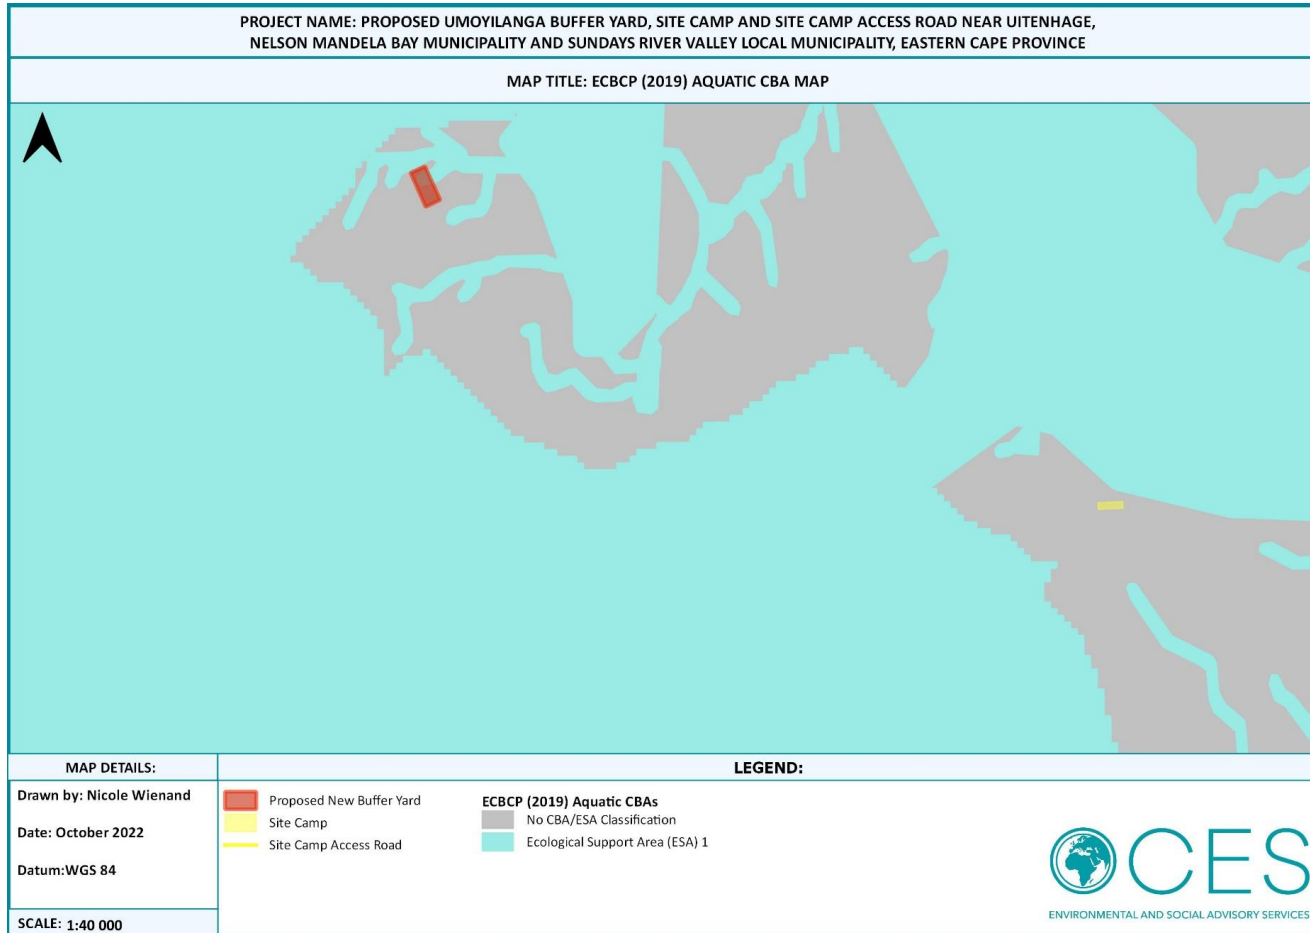 PROJECT NAME: PROPOSED UMOYILANGA BUFFER YARD, SITE CAMP AND SITE CAMP ACCESS ROAD NEAR UITENHAGE,
NELSON MANDELA BAY MUNICIPALITY AND SUNDAYS RIVER VALLEY LOCAL MUNICIPALITY, EASTERN CAPE PROVINCE
MAP TITLE: ECBCP (2019) AQUATIC CBA MAP
MAP DETAILS:
Drawn by: Nicole Wienand
Date: October 2022
Datum:WGS 84
SCALE: 1:40 000
LEGEND:
Proposed New Buffer Yard
Site Camp
Site Camp Access Road
ECBCP (2019) Aquatic CBAs
No CBA/ESA Classification
Ecological Support Area (ESA) 1
CES
ENVIRONMENTAL AND SOCIAL ADVISORY SERVICES